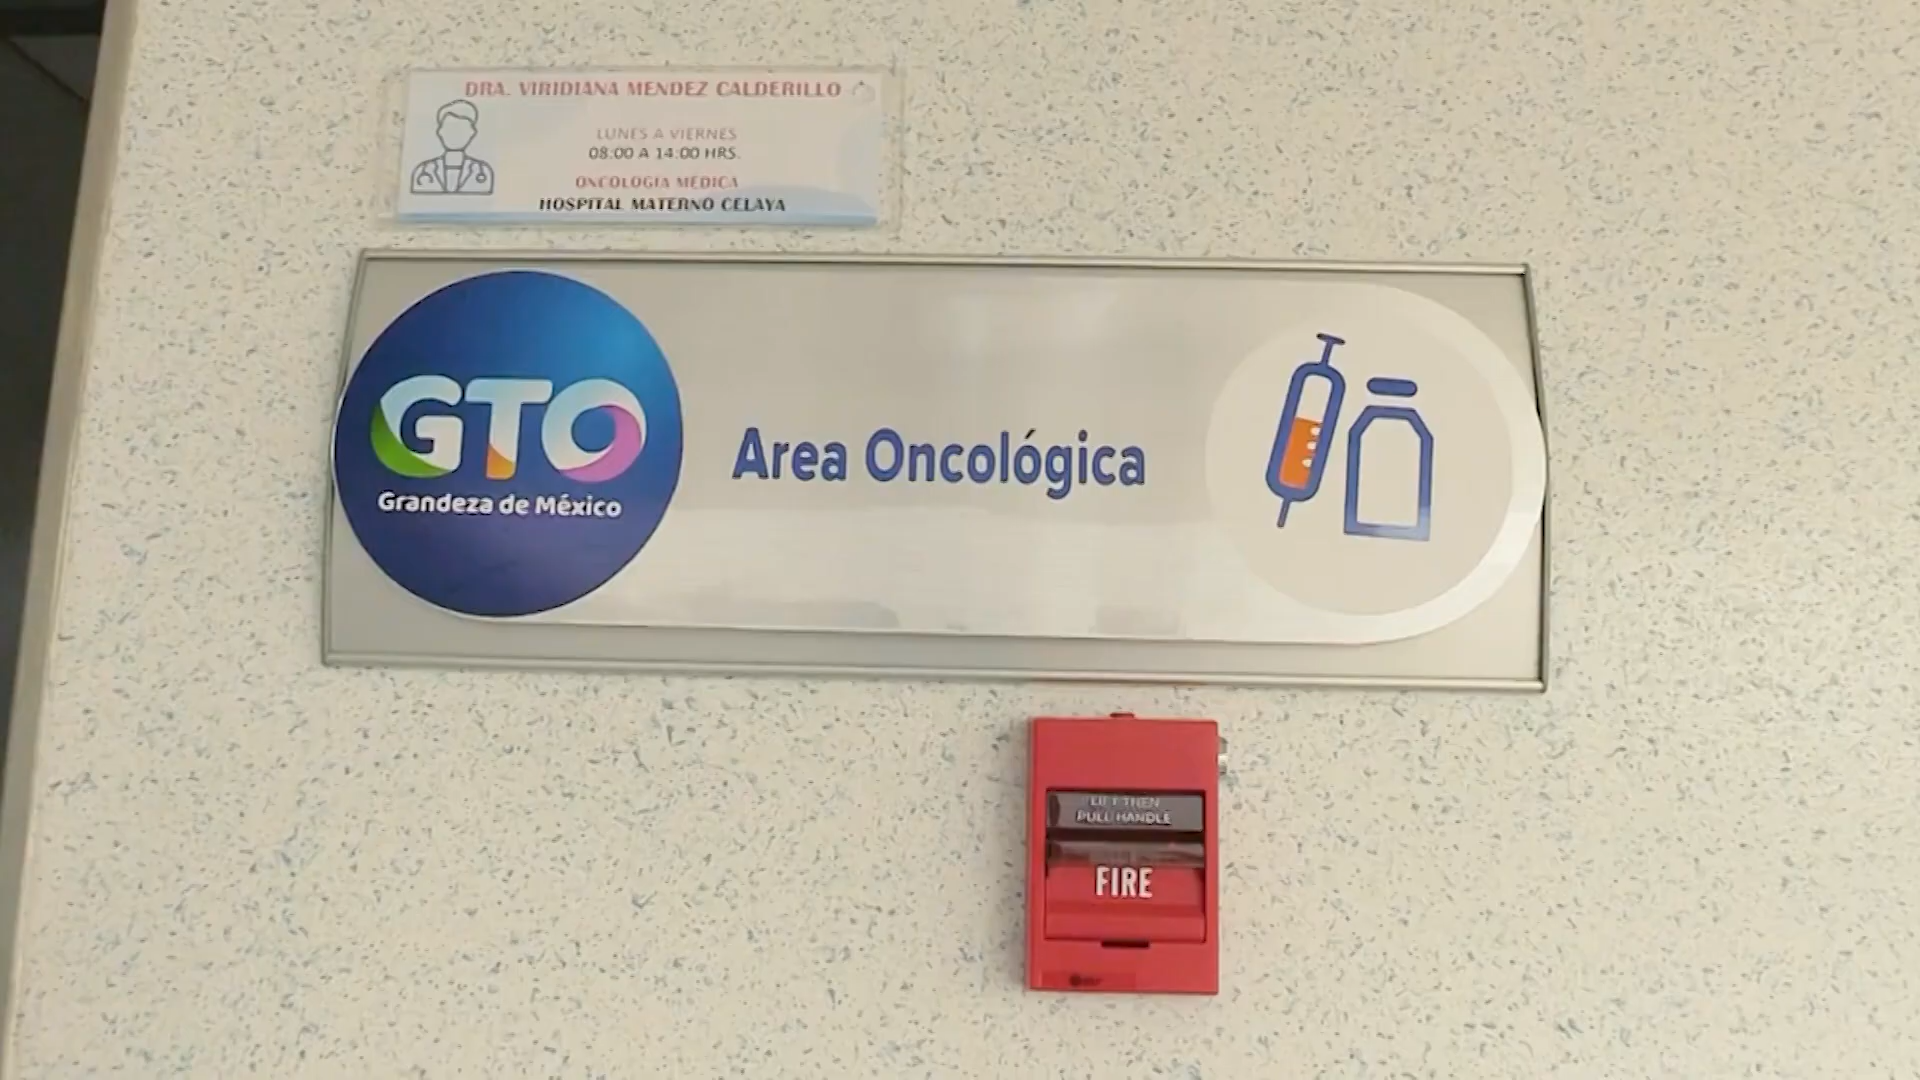 DRA. VIRIDIANA MENDEZ CALDERILLO
LUNES A VIERNES
08:00 A 14:00 HRS.
ONCOLOGIA MEDICA
HOSPITAL MATERNO CELAYA
GTO
Grandeza de México
Area Oncológica
LIFT THEN
PULL HANDLE
FIRE